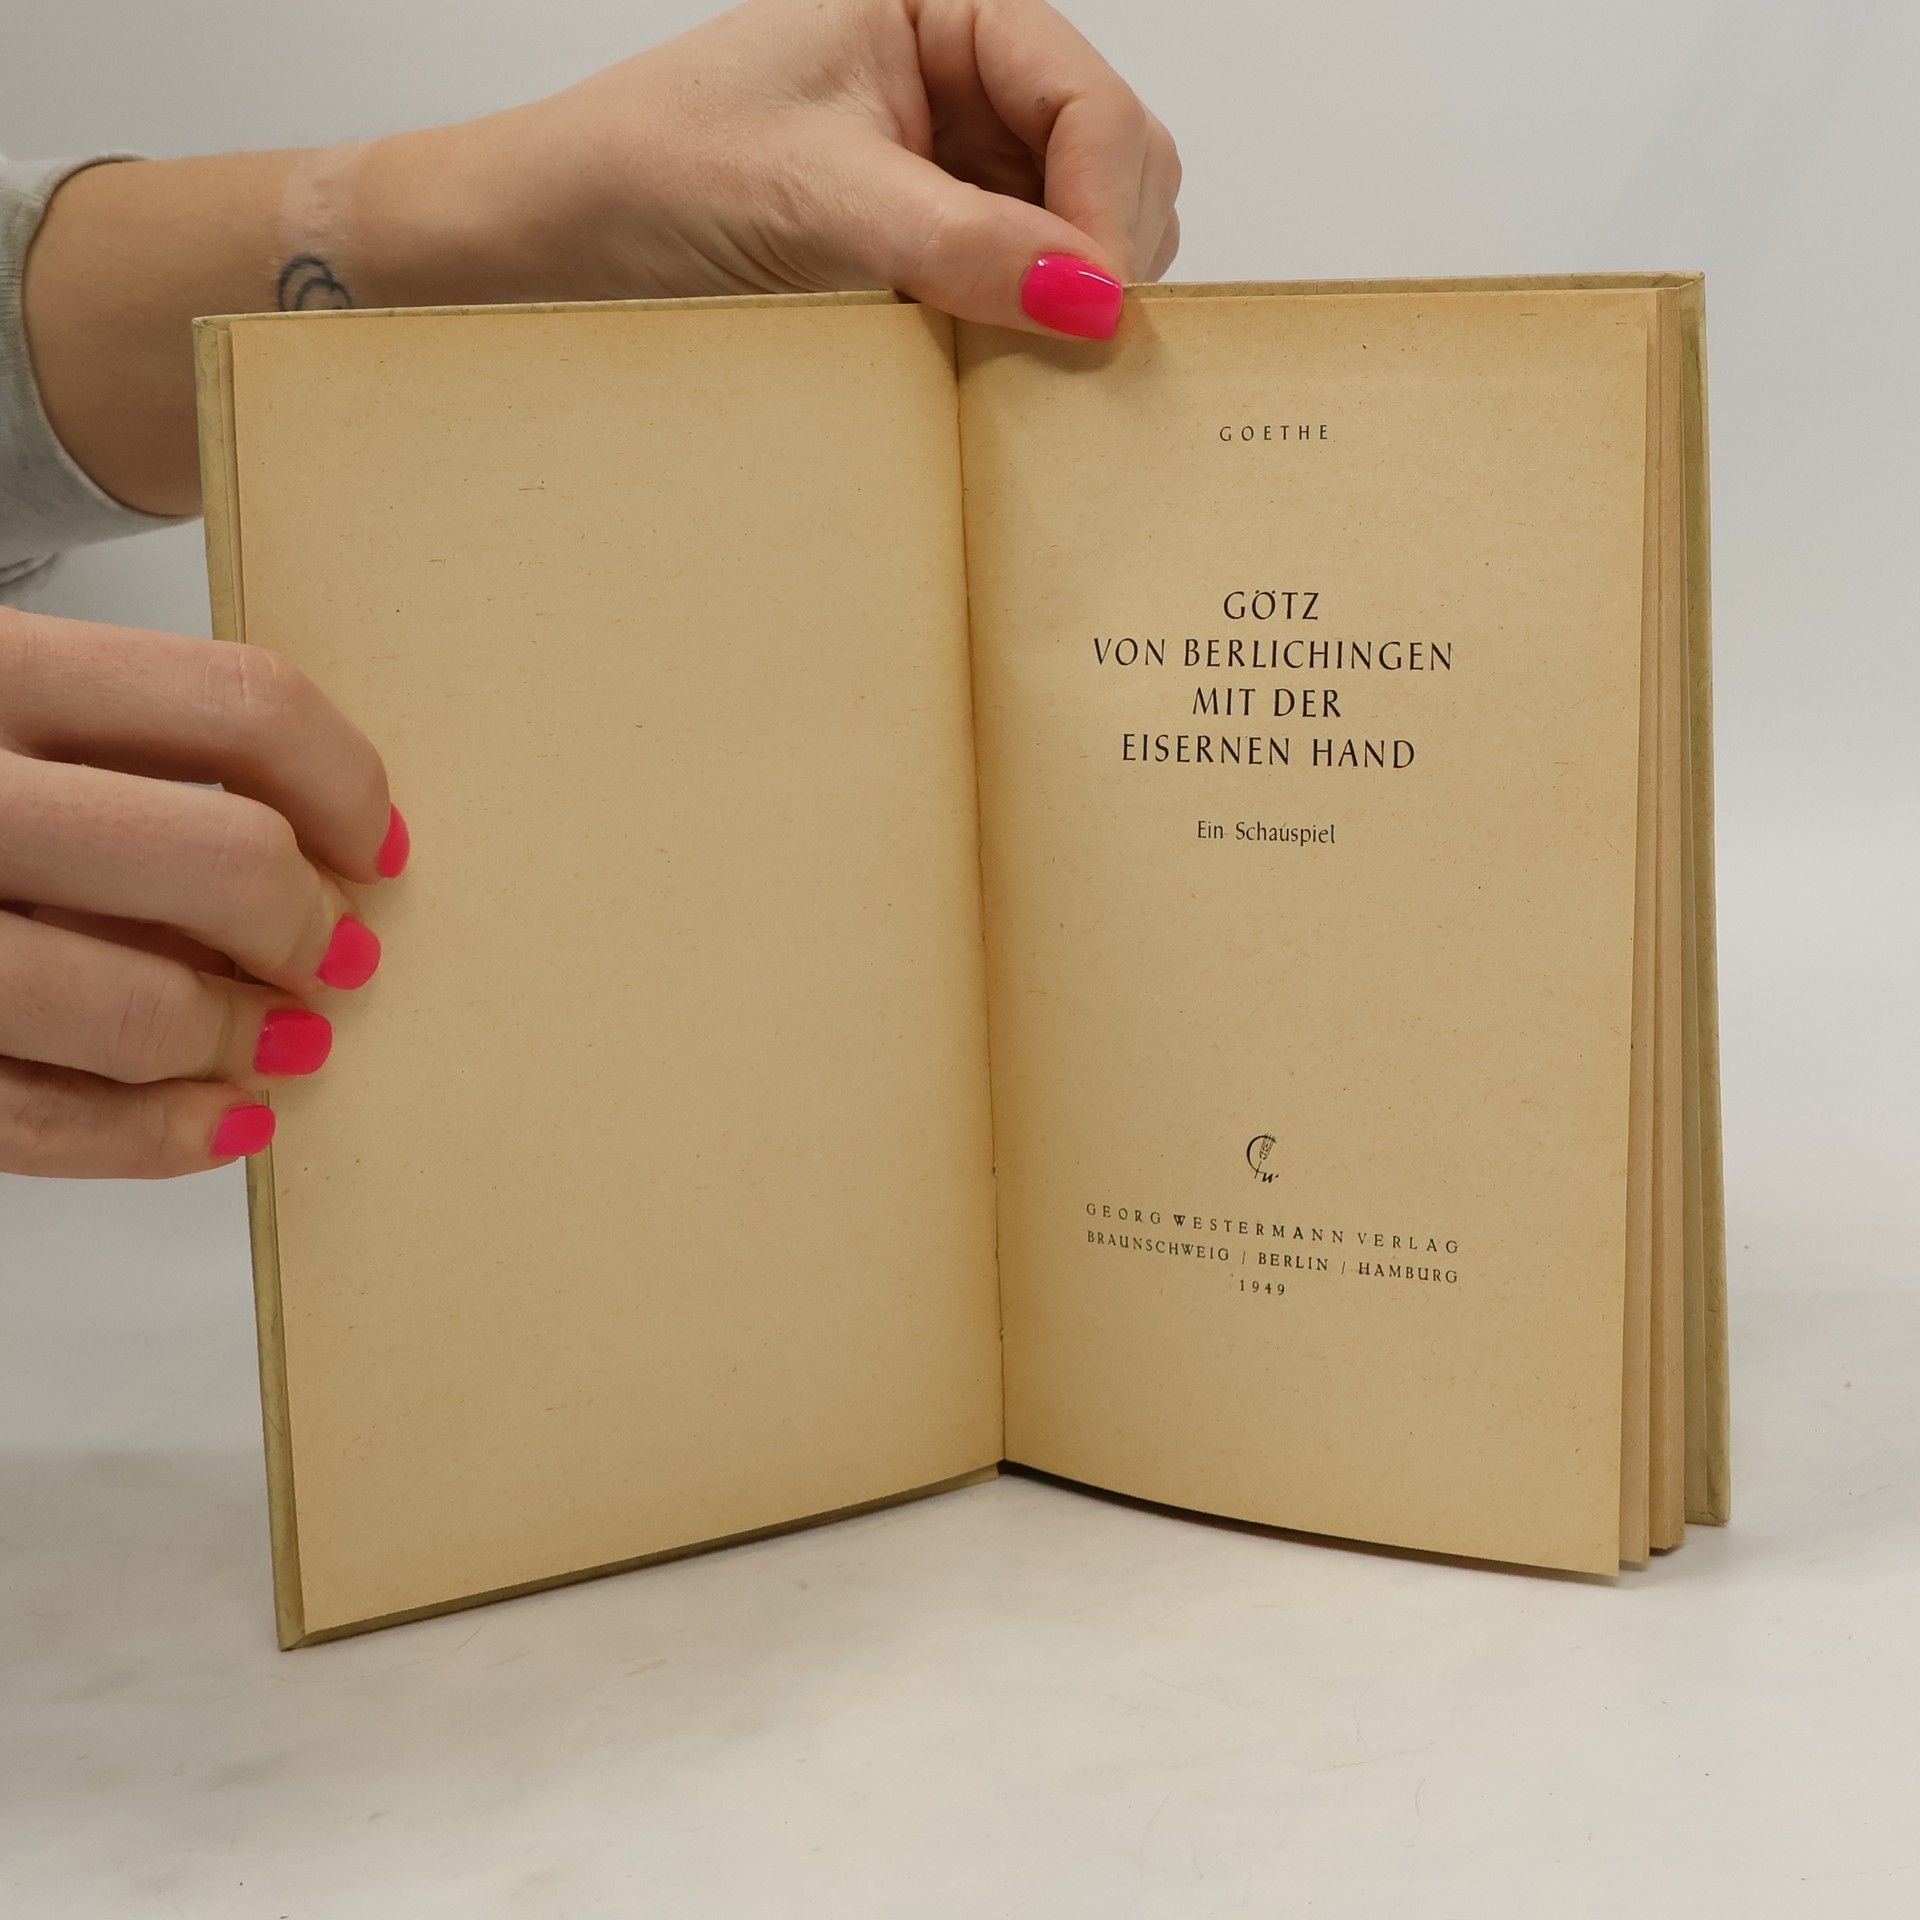 GOETHE
GÖTZ
VON BERLICHINGEN
MIT DER
EISERNEN HAND
Ein Schauspiel
GEORG WESTERMANN VERLAG
BRAUNSCHWEIG / BERLIN / HAMBURG
1949